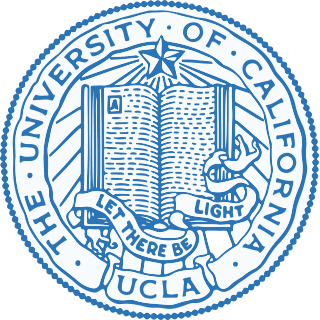 · THE · UNIVERSITY · OF · CALIFORNIA ·
A
LET THERE BE LIGHT
UCLA